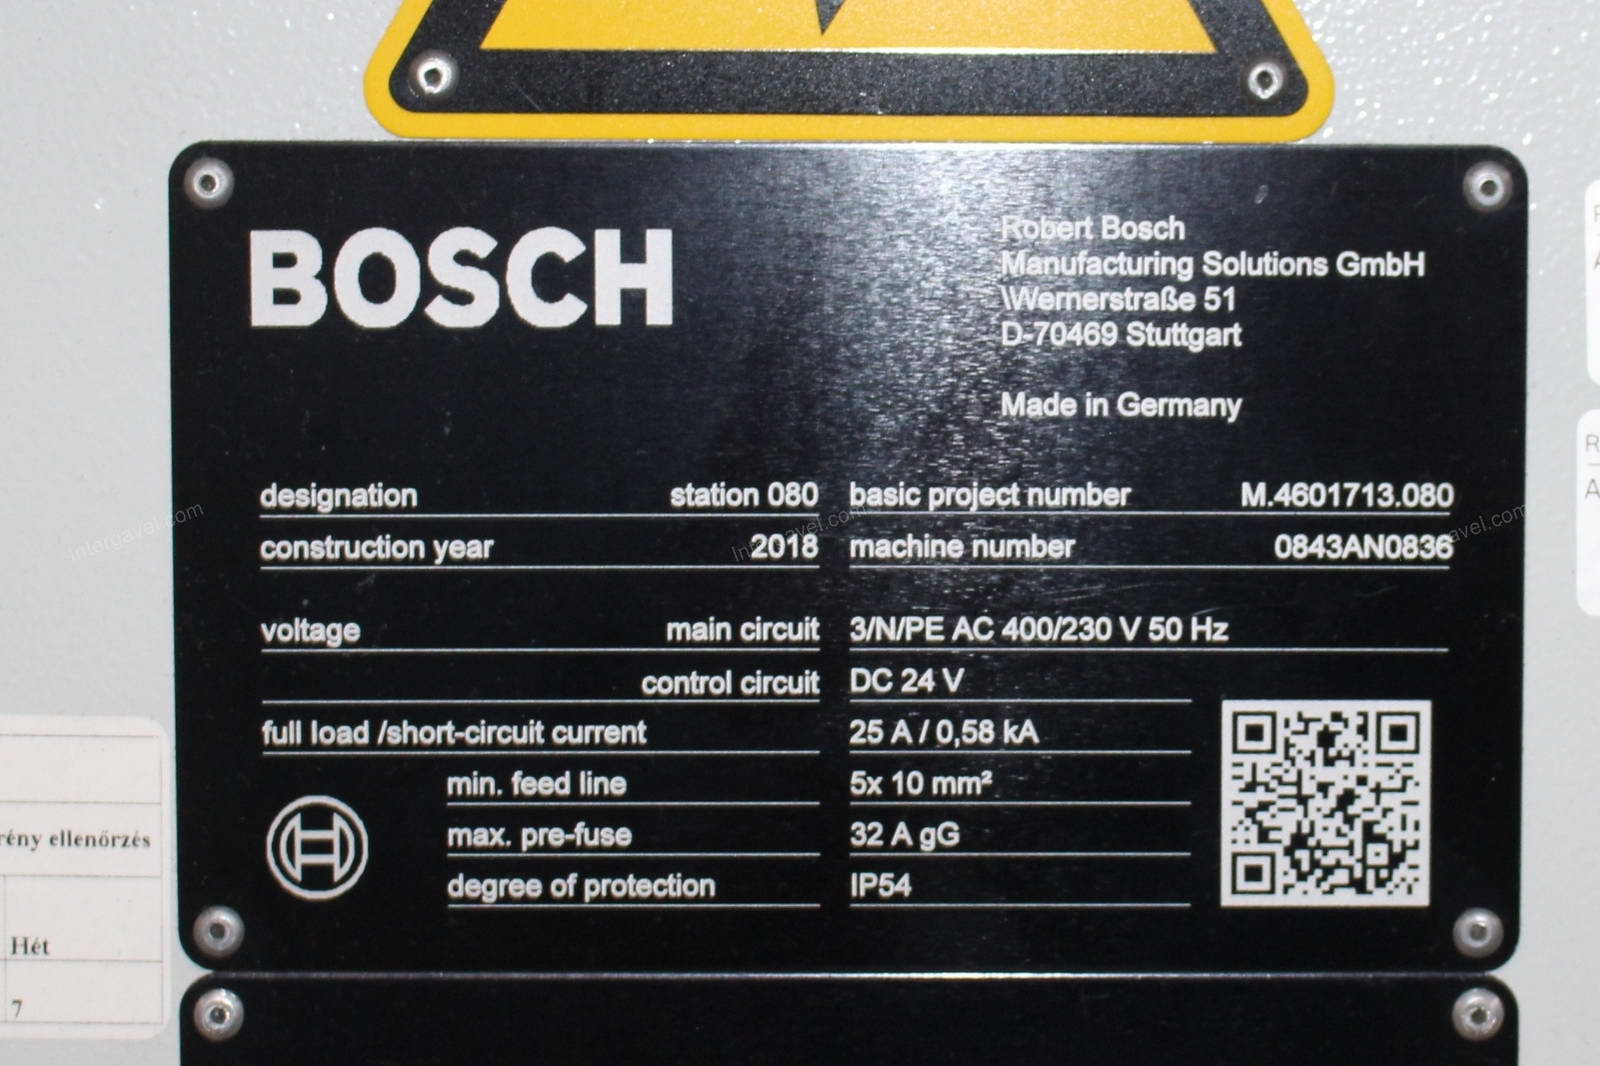 BOSCH
Robert Bosch
Manufacturing Solutions GmbH
\Wernerstraße 51
D-70469 Stuttgart
Made in Germany
designation station 080 basic project number M.4601713.080
construction year 2018 machine number 0843AN0836
voltage main circuit 3/N/PE AC 400/230 V 50 Hz
control circuit DC 24 V
full load /short-circuit current 25 A / 0,58 kA
min. feed line 5x 10 mm²
max. pre-fuse 32 A gG
degree of protection IP54
rény ellenőrzés
Hét
7
R
A
Intergavel.com